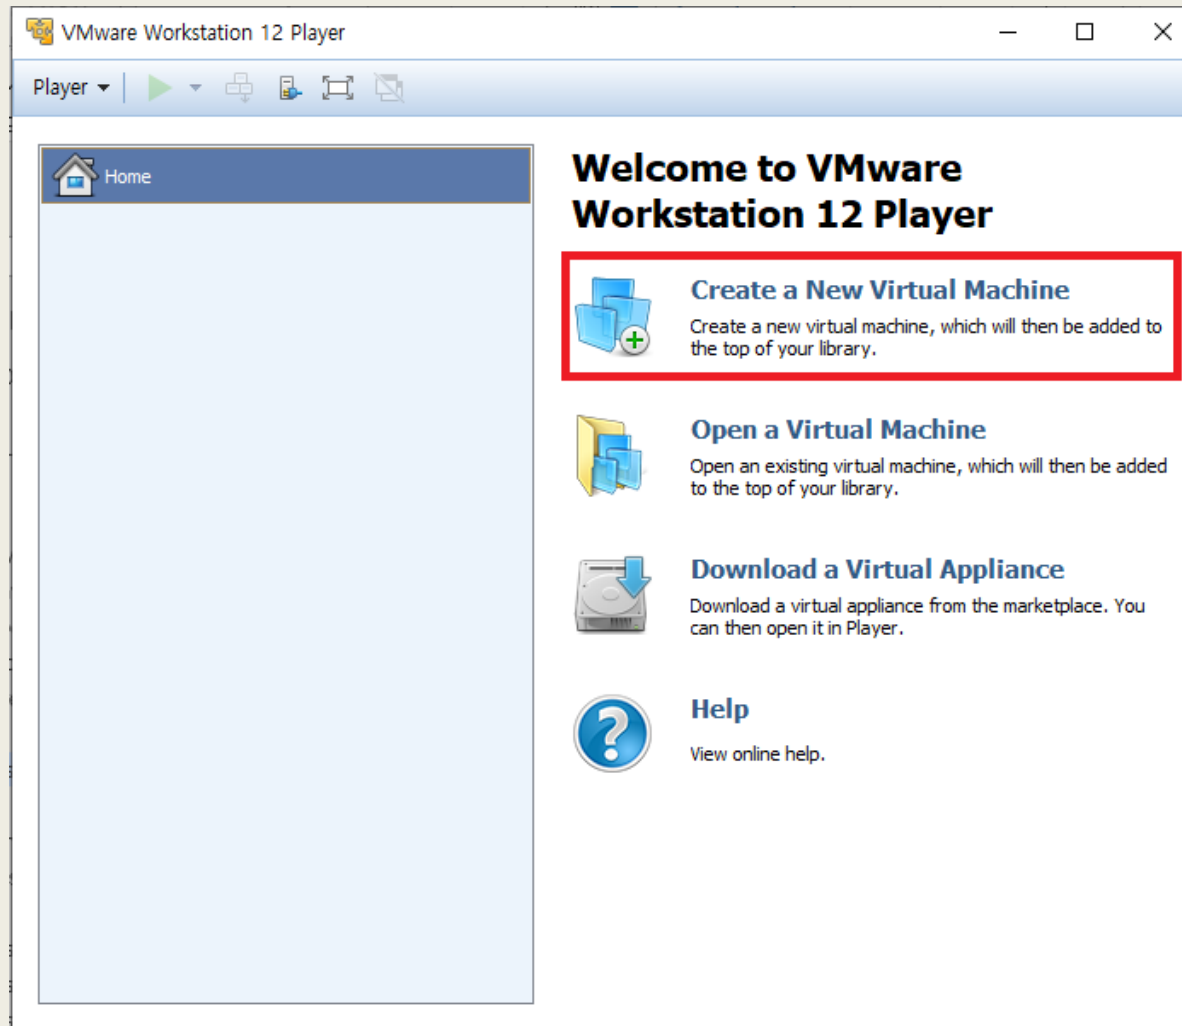 VMware Workstation 12 Player
Player
Home
Welcome to VMware
Workstation 12 Player
Create a New Virtual Machine
Create a new virtual machine, which will then be added to
the top of your library.
Open a Virtual Machine
Open an existing virtual machine, which will then be added
to the top of your library.
Download a Virtual Appliance
Download a virtual appliance from the marketplace. You
can then open it in Player.
Help
View online help.